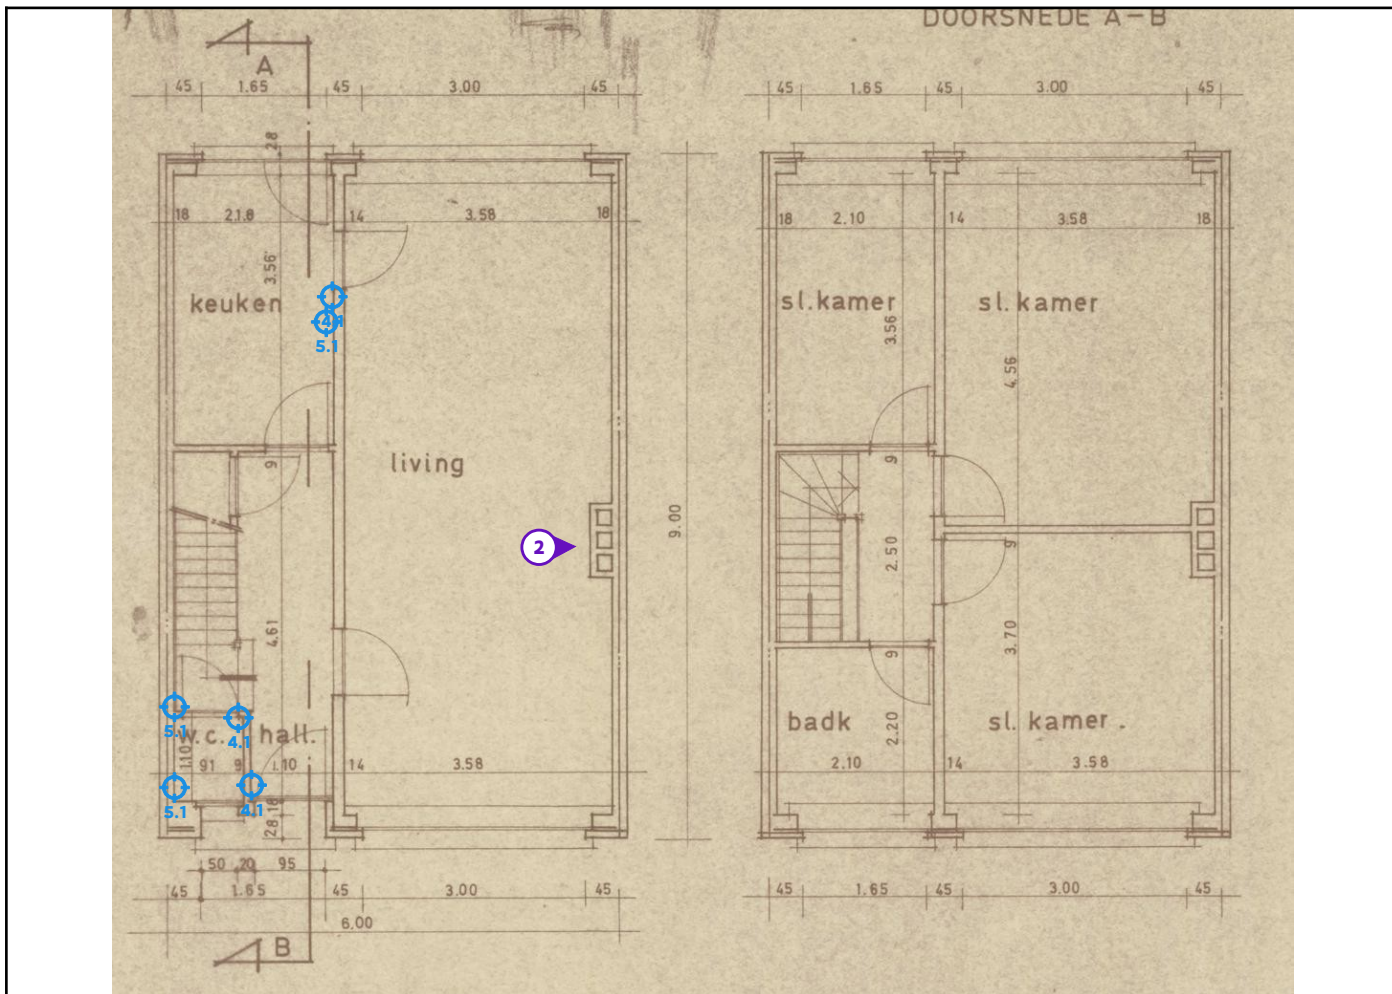 DOORSNEDE A-B
A
45 1.65 45 3.00 45
45 1.65 45 3.00 45
28
18 2.18 14 3.58 18
18 2.10 14 3.58 18
3.56
keuken
sl.kamer
sl.kamer
4.1
5.1
3.56
4.56
living
9
9
9.00
2
2.50
9
4.61
3.70
9
5.1
w.c.
4.1
hall.
badk
2.20
sl. kamer.
1.10
91 9 1.10 14 3.58
2.10 14 3.58
5.1
4.1
18
28
50 20 95
45 1.65 45 3.00 45
45 1.65 45 3.00 45
6.00
B